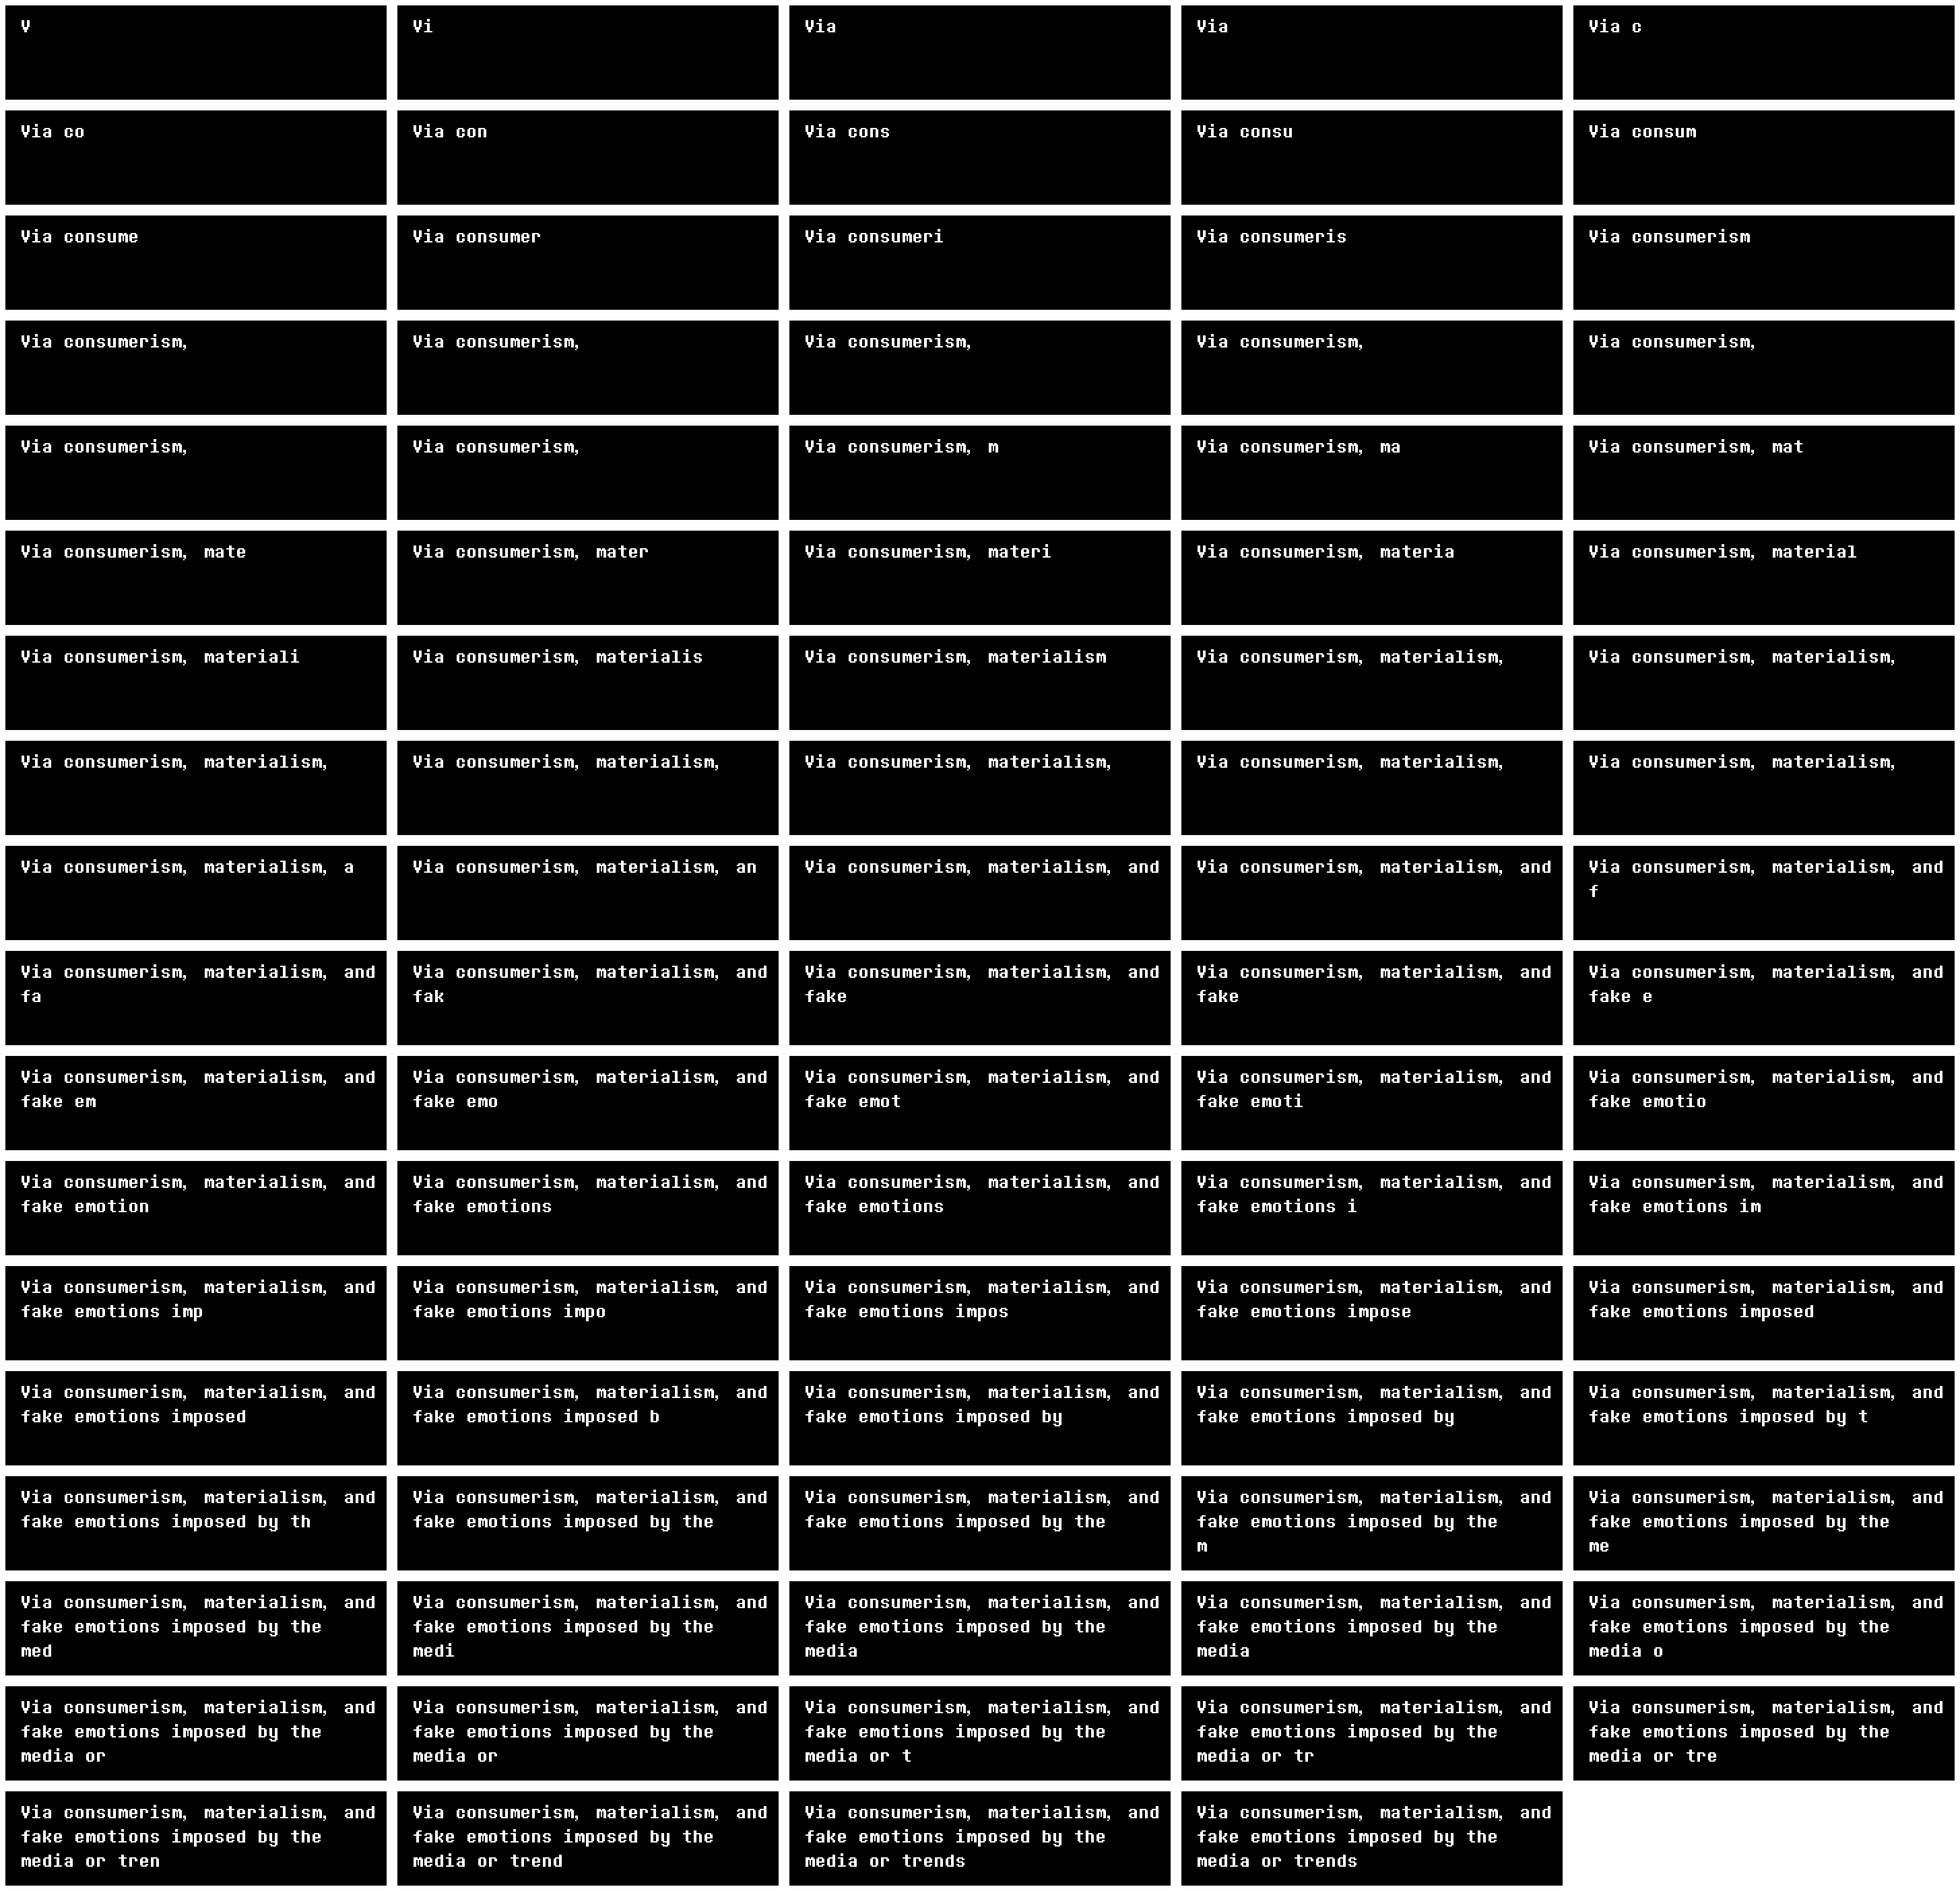 V
Vi
Via
Via
Via c
Via co
Via con
Via cons
Via consu
Via consum
Via consume
Via consumer
Via consumeri
Via consumeris
Via consumerism
Via consumerism,
Via consumerism,
Via consumerism,
Via consumerism,
Via consumerism,
Via consumerism,
Via consumerism,
Via consumerism, m
Via consumerism, ma
Via consumerism, mat
Via consumerism, mate
Via consumerism, mater
Via consumerism, materi
Via consumerism, materia
Via consumerism, material
Via consumerism, materiali
Via consumerism, materialis
Via consumerism, materialism
Via consumerism, materialism,
Via consumerism, materialism,
Via consumerism, materialism,
Via consumerism, materialism,
Via consumerism, materialism,
Via consumerism, materialism,
Via consumerism, materialism,
Via consumerism, materialism, a
Via consumerism, materialism, an
Via consumerism, materialism, and
Via consumerism, materialism, and
Via consumerism, materialism, and
f
Via consumerism, materialism, and
fa
Via consumerism, materialism, and
fak
Via consumerism, materialism, and
fake
Via consumerism, materialism, and
fake
Via consumerism, materialism, and
fake e
Via consumerism, materialism, and
fake em
Via consumerism, materialism, and
fake emo
Via consumerism, materialism, and
fake emot
Via consumerism, materialism, and
fake emoti
Via consumerism, materialism, and
fake emotio
Via consumerism, materialism, and
fake emotion
Via consumerism, materialism, and
fake emotions
Via consumerism, materialism, and
fake emotions
Via consumerism, materialism, and
fake emotions i
Via consumerism, materialism, and
fake emotions im
Via consumerism, materialism, and
fake emotions imp
Via consumerism, materialism, and
fake emotions impo
Via consumerism, materialism, and
fake emotions impos
Via consumerism, materialism, and
fake emotions impose
Via consumerism, materialism, and
fake emotions imposed
Via consumerism, materialism, and
fake emotions imposed
Via consumerism, materialism, and
fake emotions imposed b
Via consumerism, materialism, and
fake emotions imposed by
Via consumerism, materialism, and
fake emotions imposed by
Via consumerism, materialism, and
fake emotions imposed by t
Via consumerism, materialism, and
fake emotions imposed by th
Via consumerism, materialism, and
fake emotions imposed by the
Via consumerism, materialism, and
fake emotions imposed by the
Via consumerism, materialism, and
fake emotions imposed by the
m
Via consumerism, materialism, and
fake emotions imposed by the
me
Via consumerism, materialism, and
fake emotions imposed by the
med
Via consumerism, materialism, and
fake emotions imposed by the
medi
Via consumerism, materialism, and
fake emotions imposed by the
media
Via consumerism, materialism, and
fake emotions imposed by the
media
Via consumerism, materialism, and
fake emotions imposed by the
media o
Via consumerism, materialism, and
fake emotions imposed by the
media or
Via consumerism, materialism, and
fake emotions imposed by the
media or
Via consumerism, materialism, and
fake emotions imposed by the
media or t
Via consumerism, materialism, and
fake emotions imposed by the
media or tr
Via consumerism, materialism, and
fake emotions imposed by the
media or tre
Via consumerism, materialism, and
fake emotions imposed by the
media or tren
Via consumerism, materialism, and
fake emotions imposed by the
media or trend
Via consumerism, materialism, and
fake emotions imposed by the
media or trends
Via consumerism, materialism, and
fake emotions imposed by the
media or trends